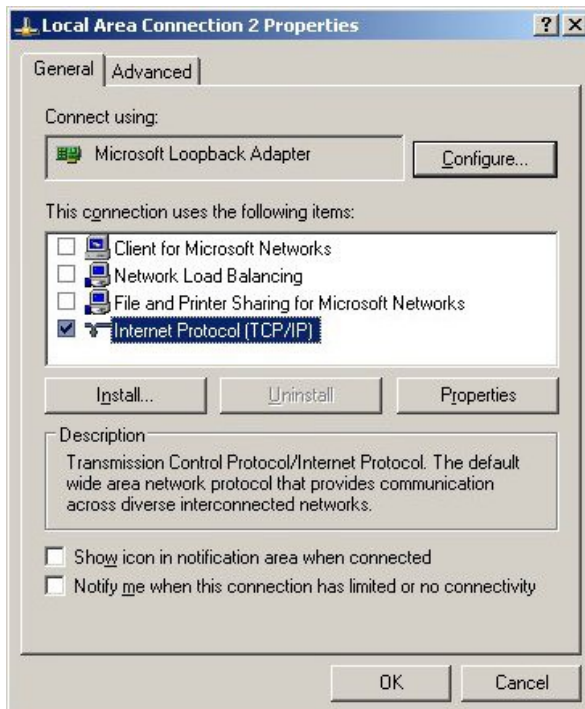 Local Area Connection 2 Properties
General Advanced
Connect using:
Microsoft Loopback Adapter
Configure...
This connection uses the following items:
Client for Microsoft Networks
Network Load Balancing
File and Printer Sharing for Microsoft Networks
Internet Protocol (TCP/IP)
Install... Uninstall Properties
Description
Transmission Control Protocol/Internet Protocol. The default
wide area network protocol that provides communication
across diverse interconnected networks.
Show icon in notification area when connected
Notify me when this connection has limited or no connectivity
OK Cancel